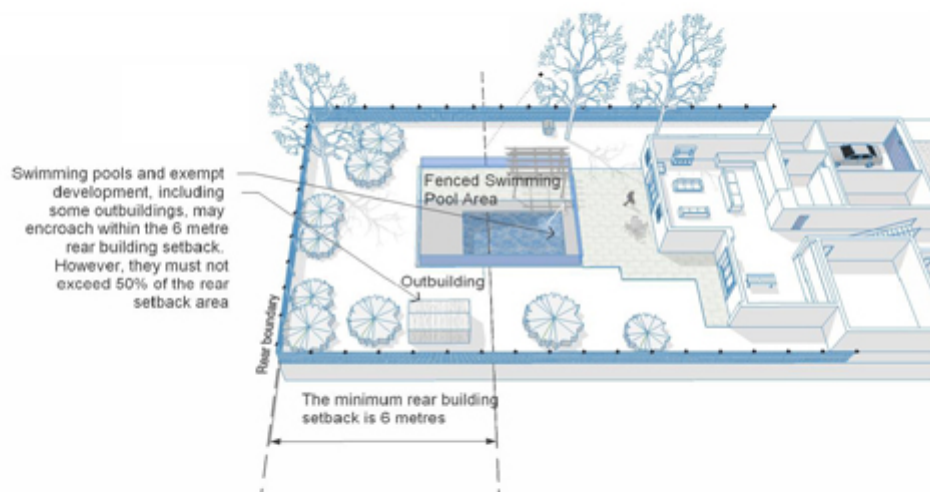 Swimming pools and exempt
development, including
some outbuildings, may
encroach within the 6 metre
rear building setback.
However, they must not
exceed 50% of the rear
setback area
Fenced Swimming
Pool Area
Outbuilding
Rear boundary
The minimum rear building
setback is 6 metres